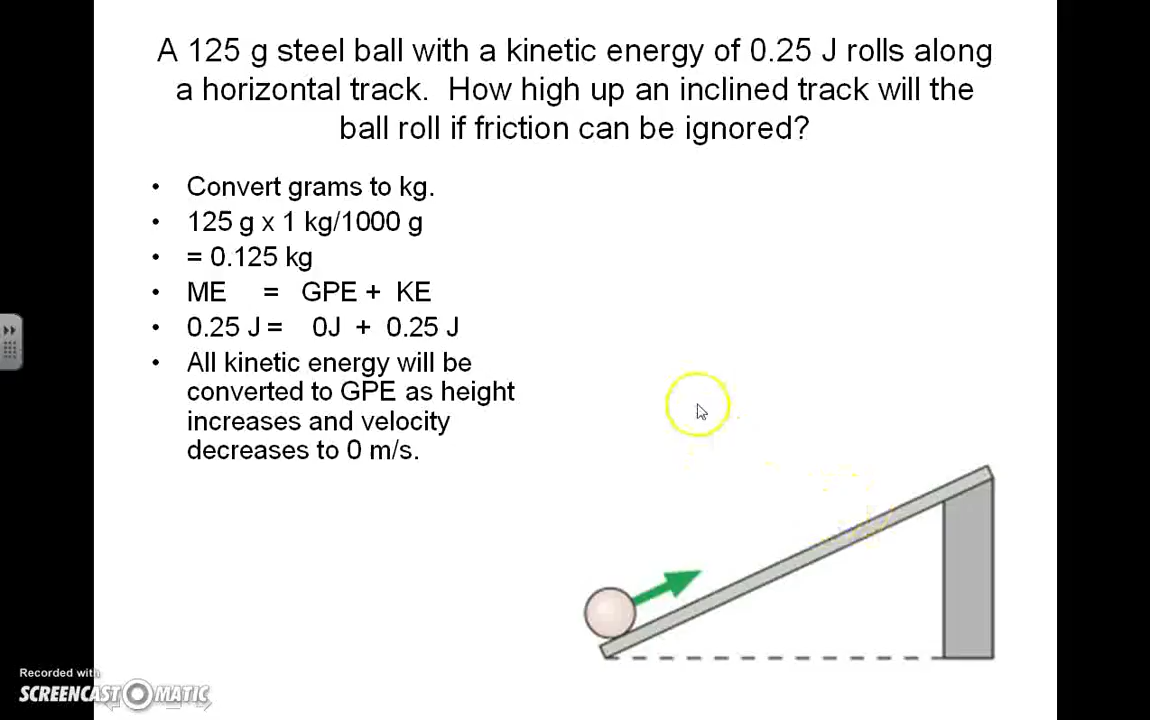 A 125 g steel ball with a kinetic energy of 0.25 J rolls along
a horizontal track.  How high up an inclined track will the
ball roll if friction can be ignored?
• Convert grams to kg.
• 125 g x 1 kg/1000 g
• = 0.125 kg
• ME = GPE + KE
• 0.25 J = 0J + 0.25 J
• All kinetic energy will be
converted to GPE as height
increases and velocity
decreases to 0 m/s.
Recorded with
SCREENCAST-O-MATIC